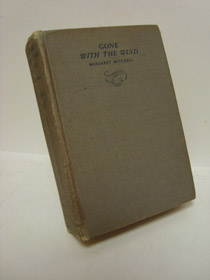 GONE
WITH THE WIND
MARGARET MITCHELL